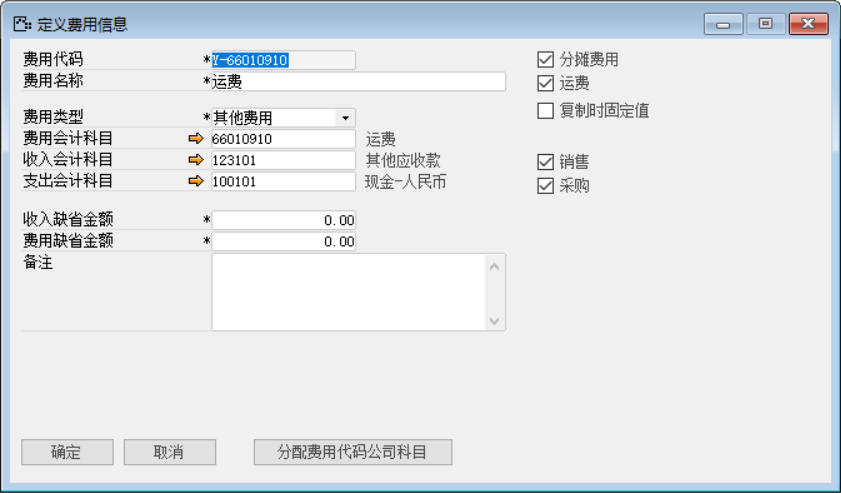 定义费用信息
费用代码 *Y-66010910 分摊费用
费用名称 *运费 运费
复制时固定值
费用类型 *其他费用
费用会计科目 66010910 运费
收入会计科目 123101 其他应收款 销售
支出会计科目 100101 现金-人民币 采购
收入缺省金额 * 0.00
费用缺省金额 * 0.00
备注
确定 取消 分配费用代码公司科目